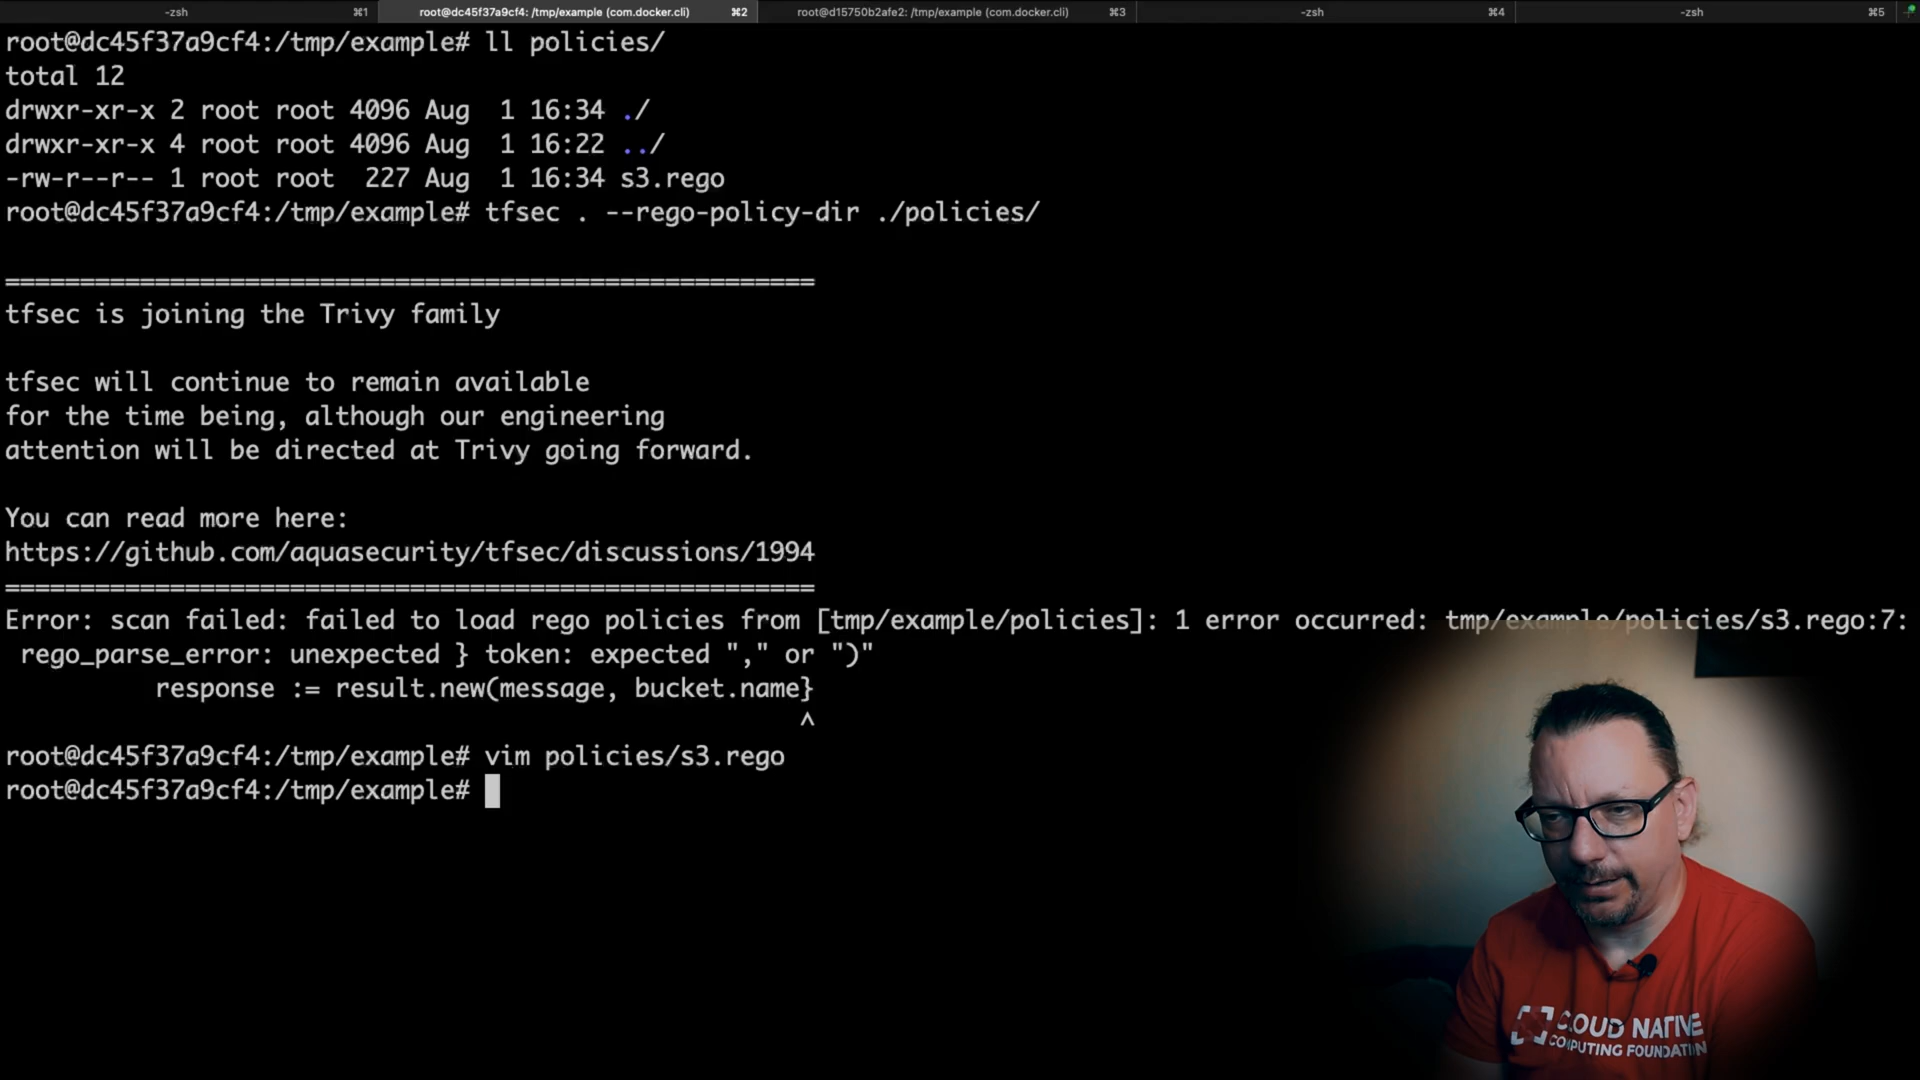 -zsh ⌘1 root@dc45f37a9cf4: /tmp/example (com.docker.cli) ⌘2 root@d15750b2afe2: /tmp/example (com.docker.cli) ⌘3 -zsh ⌘4 -zsh ⌘5
root@dc45f37a9cf4:/tmp/example# ll policies/
total 12
drwxr-xr-x 2 root root 4096 Aug  1 16:34 ./
drwxr-xr-x 4 root root 4096 Aug  1 16:22 ../
-rw-r--r-- 1 root root  227 Aug  1 16:34 s3.rego
root@dc45f37a9cf4:/tmp/example# tfsec . --rego-policy-dir ./policies/
======================================================
tfsec is joining the Trivy family
tfsec will continue to remain available
for the time being, although our engineering
attention will be directed at Trivy going forward.
You can read more here:
https://github.com/aquasecurity/tfsec/discussions/1994
======================================================
Error: scan failed: failed to load rego policies from [tmp/example/policies]: 1 error occurred: tmp/example/policies/s3.rego:7:
rego_parse_error: unexpected } token: expected "," or ")"
response := result.new(message, bucket.name}
^
root@dc45f37a9cf4:/tmp/example# vim policies/s3.rego
root@dc45f37a9cf4:/tmp/example#
CLOUD NATIVE
COMPUTING FOUNDATION